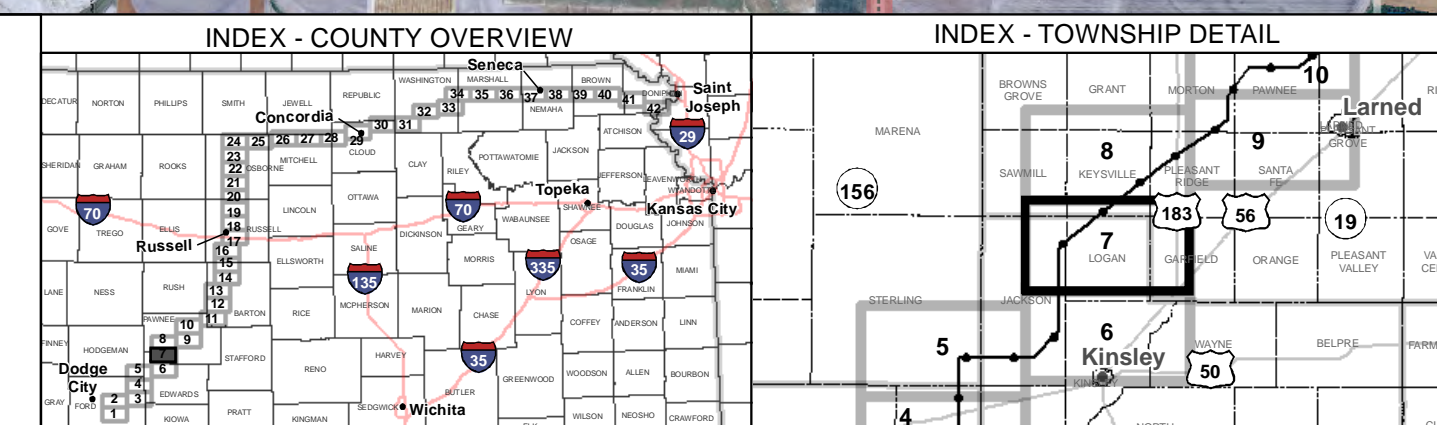 INDEX - COUNTY OVERVIEW
Seneca
WASHINGTON MARSHALL BROWN
DECATUR NORTON PHILLIPS SMITH JEWELL REPUBLIC 34 35 36 37 38 39 40 DONIPHAN Saint
Concordia 32 33 NEMAHA 41 42 Joseph
30 31 ATCHISON 29
24 25 26 27 28 29 CLOUD
23 MITCHELL CLAY POTTAWATOMIE JACKSON
SHERIDAN GRAHAM ROOKS 22 OSBORNE RILEY JEFFERSON LEAVENWORTH
21 OTTAWA Topeka WYANDOTTE
20 LINCOLN SHAWNEE Kansas City
70 19 70 WABAUNSEE DOUGLAS JOHNSON
GOVE TREGO ELLIS 18 RUSSELL DICKINSON GEARY
Russell 17 SALINE OSAGE
16 ELLSWORTH MORRIS
15 335 35 MIAMI
14 135 LYON FRANKLIN
LANE NESS RUSH 13
12 RICE MCPHERSON MARION CHASE COFFEY ANDERSON LINN
PAWNEE 11 BARTON
10
FINNEY HODGEMAN 8 9
7 STAFFORD RENO HARVEY 35
Dodge 5 6 GREENWOOD WOODSON ALLEN BOURBON
City 4 BUTLER
GRAY FORD 2 3 EDWARDS SEDGWICK Wichita
1 KIOWA PRATT KINGMAN WILSON NEOSHO CRAWFORD
INDEX - TOWNSHIP DETAIL
10
BROWNS
GROVE GRANT MORTON PAWNEE
Larned
MARENA 9
8 GROVE
SAWMILL KEYSVILLE PLEASANT
RIDGE SANTA
FE
156
183 56 19
7
LOGAN GARFIELD ORANGE PLEASANT
VALLEY
STERLING JACKSON
6
5 WAYNE BELPRE
Kinsley
50
KINSLEY
4